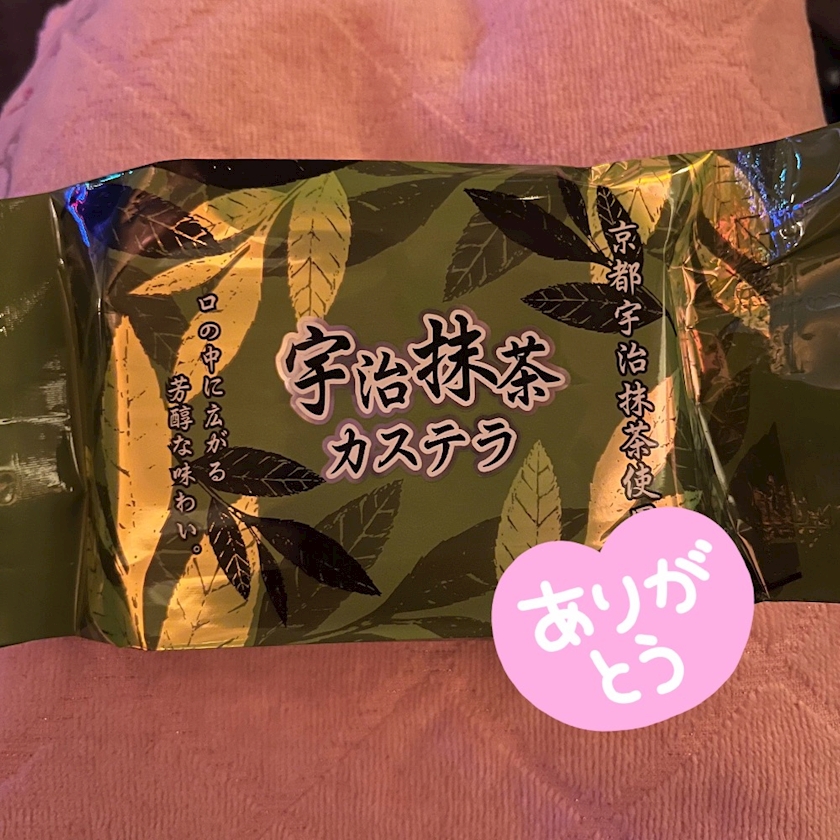 京都宇治抹茶使
宇治抹茶
カステラ
口の中に広がる
芳醇な味わい。
ありが
とう